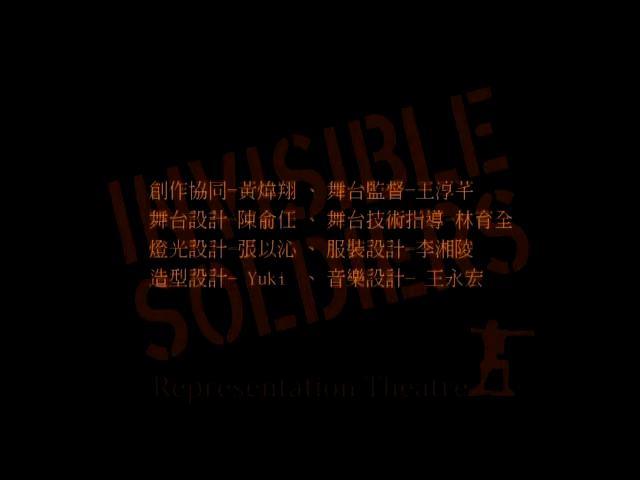 INVISIBLE
SOLDIERS
創作協同-黃煒翔 、 舞台監督-王淳芊
舞台設計-陳俞仜 、 舞台技術指導-林育全
燈光設計-張以沁 、 服裝設計-李湘陵
造型設計- Yuki 、 音樂設計- 王永宏
Representation Theatre